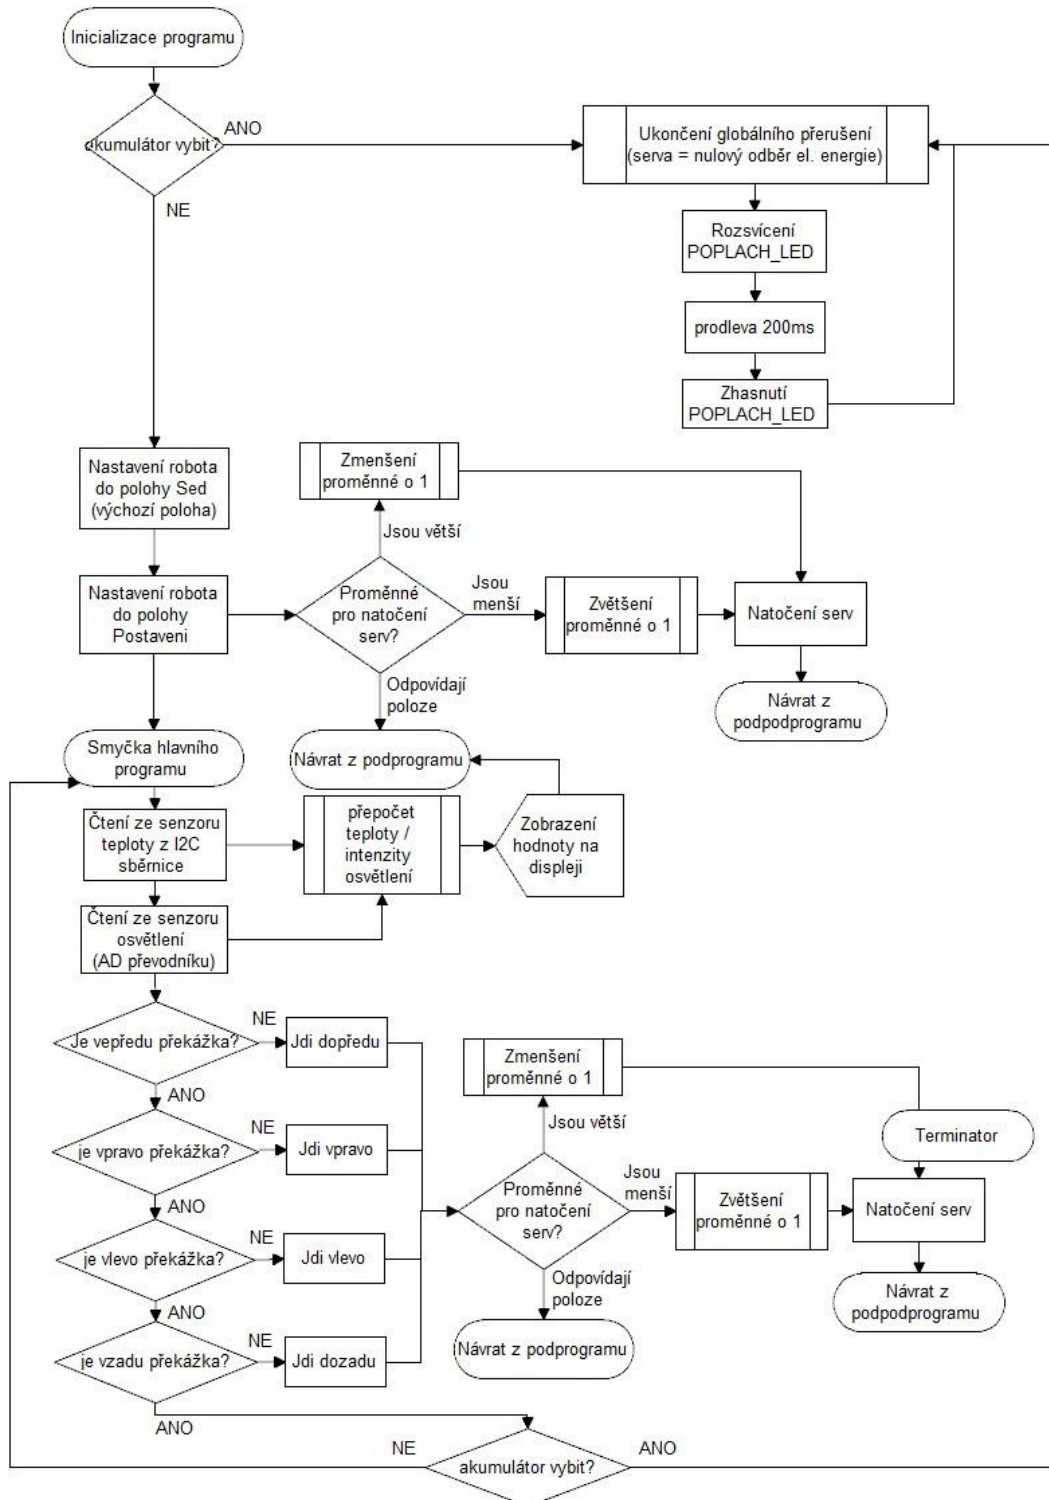 Inicializace programu
akumulátor vybit?
ANO
NE
Ukončení globálního přerušení
(serva = nulový odběr el. energie)
Rozsvícení
POPLACH_LED
prodleva 200ms
Zhasnutí
POPLACH_LED
Nastavení robota
do polohy Sed
(výchozí poloha)
Zmenšení
proměnné o 1
Jsou větší
Nastavení robota
do polohy
Postaveni
Proměnné
pro natočení
serv?
Jsou
menší
Zvětšení
proměnné o 1
Natočení serv
Odpovídají
poloze
Návrat z
podpodprogramu
Smyčka hlavního
programu
Návrat z podprogramu
Čtení ze senzoru
teploty z I2C
sběrnice
přepočet
teploty /
intenzity
osvětlení
Zobrazení
hodnoty na
displeji
Čtení ze senzoru
osvětlení
(AD převodníku)
Je vepředu překážka?
NE
Jdi dopředu
ANO
je vpravo překážka?
NE
Jdi vpravo
ANO
je vlevo překážka?
NE
Jdi vlevo
ANO
je vzadu překážka?
NE
Jdi dozadu
ANO
Zmenšení
proměnné o 1
Jsou větší
Terminator
Proměnné
pro natočení
serv?
Jsou
menší
Zvětšení
proměnné o 1
Natočení serv
Odpovídají
poloze
Návrat z
podpodprogramu
Návrat z podprogramu
NE
akumulátor vybit?
ANO